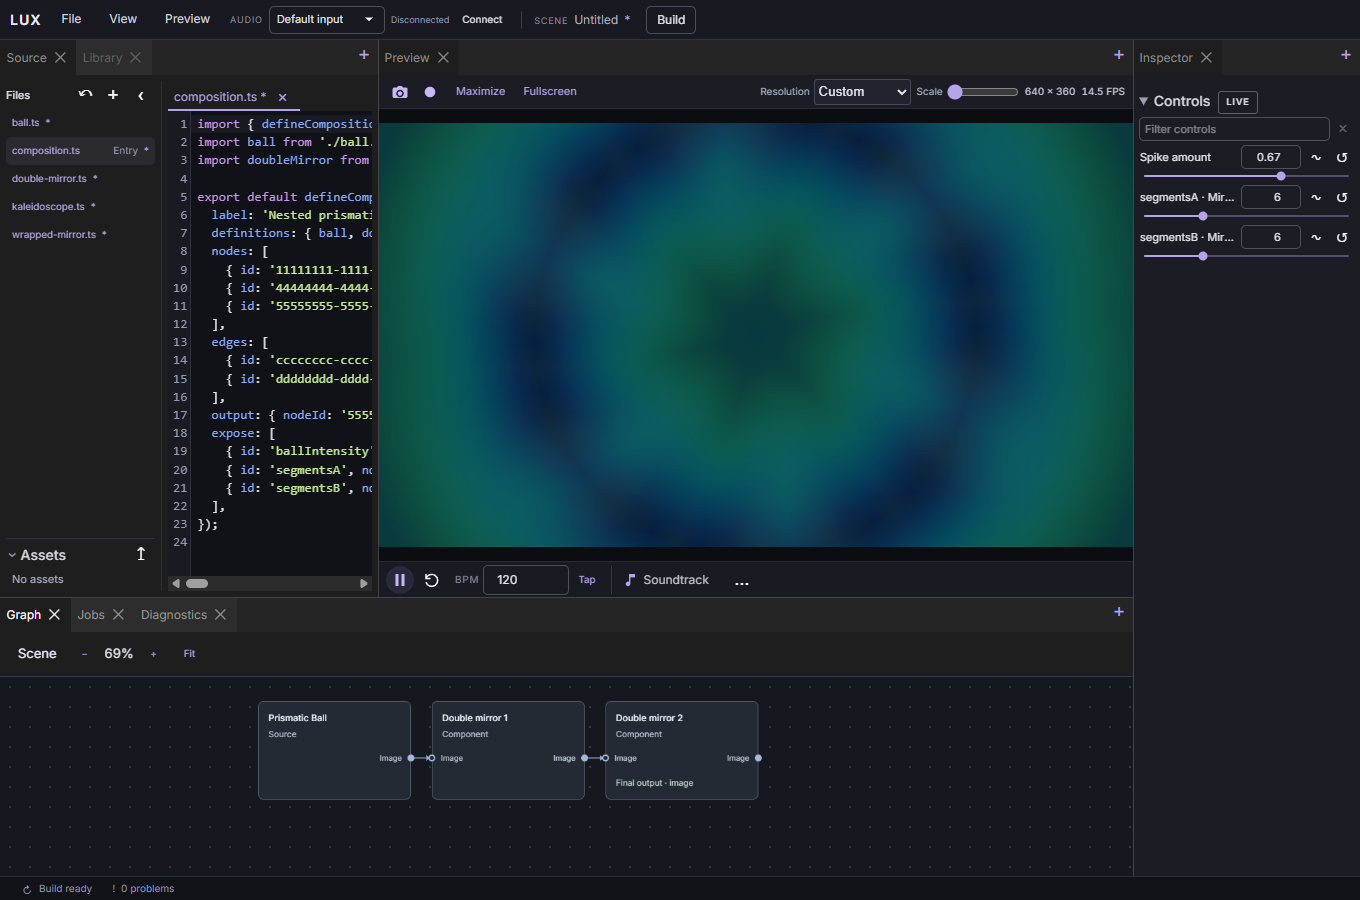 LUX File View Preview AUDIO Default input Disconnected Connect SCENE Untitled * Build
Source Library
Files
ball.ts *
composition.ts Entry *
double-mirror.ts *
kaleidoscope.ts *
wrapped-mirror.ts *
Assets
No assets
composition.ts *
1 import { defineCompositio
2 import ball from './ball.
3 import doubleMirror from
4
5 export default defineComp
6 label: 'Nested prismati
7 definitions: { ball, do
8 nodes: [
9 { id: '11111111-1111-
10 { id: '44444444-4444-
11 { id: '55555555-5555-
12 ],
13 edges: [
14 { id: 'cccccccc-cccc-
15 { id: 'dddddddd-dddd-
16 ],
17 output: { nodeId: '5555
18 expose: [
19 { id: 'ballIntensity'
20 { id: 'segmentsA', no
21 { id: 'segmentsB', no
22 ],
23 });
24
Preview
Maximize Fullscreen Resolution Custom Scale 640 × 360 14.5 FPS
BPM 120 Tap Soundtrack ...
Inspector
Controls LIVE
Filter controls
Spike amount 0.67
segmentsA · Mir... 6
segmentsB · Mir... 6
Graph Jobs Diagnostics
Scene - 69% + Fit
Prismatic Ball
Source
Image
Double mirror 1
Component
Image Image
Double mirror 2
Component
Image Image
Final output · image
Build ready ! 0 problems